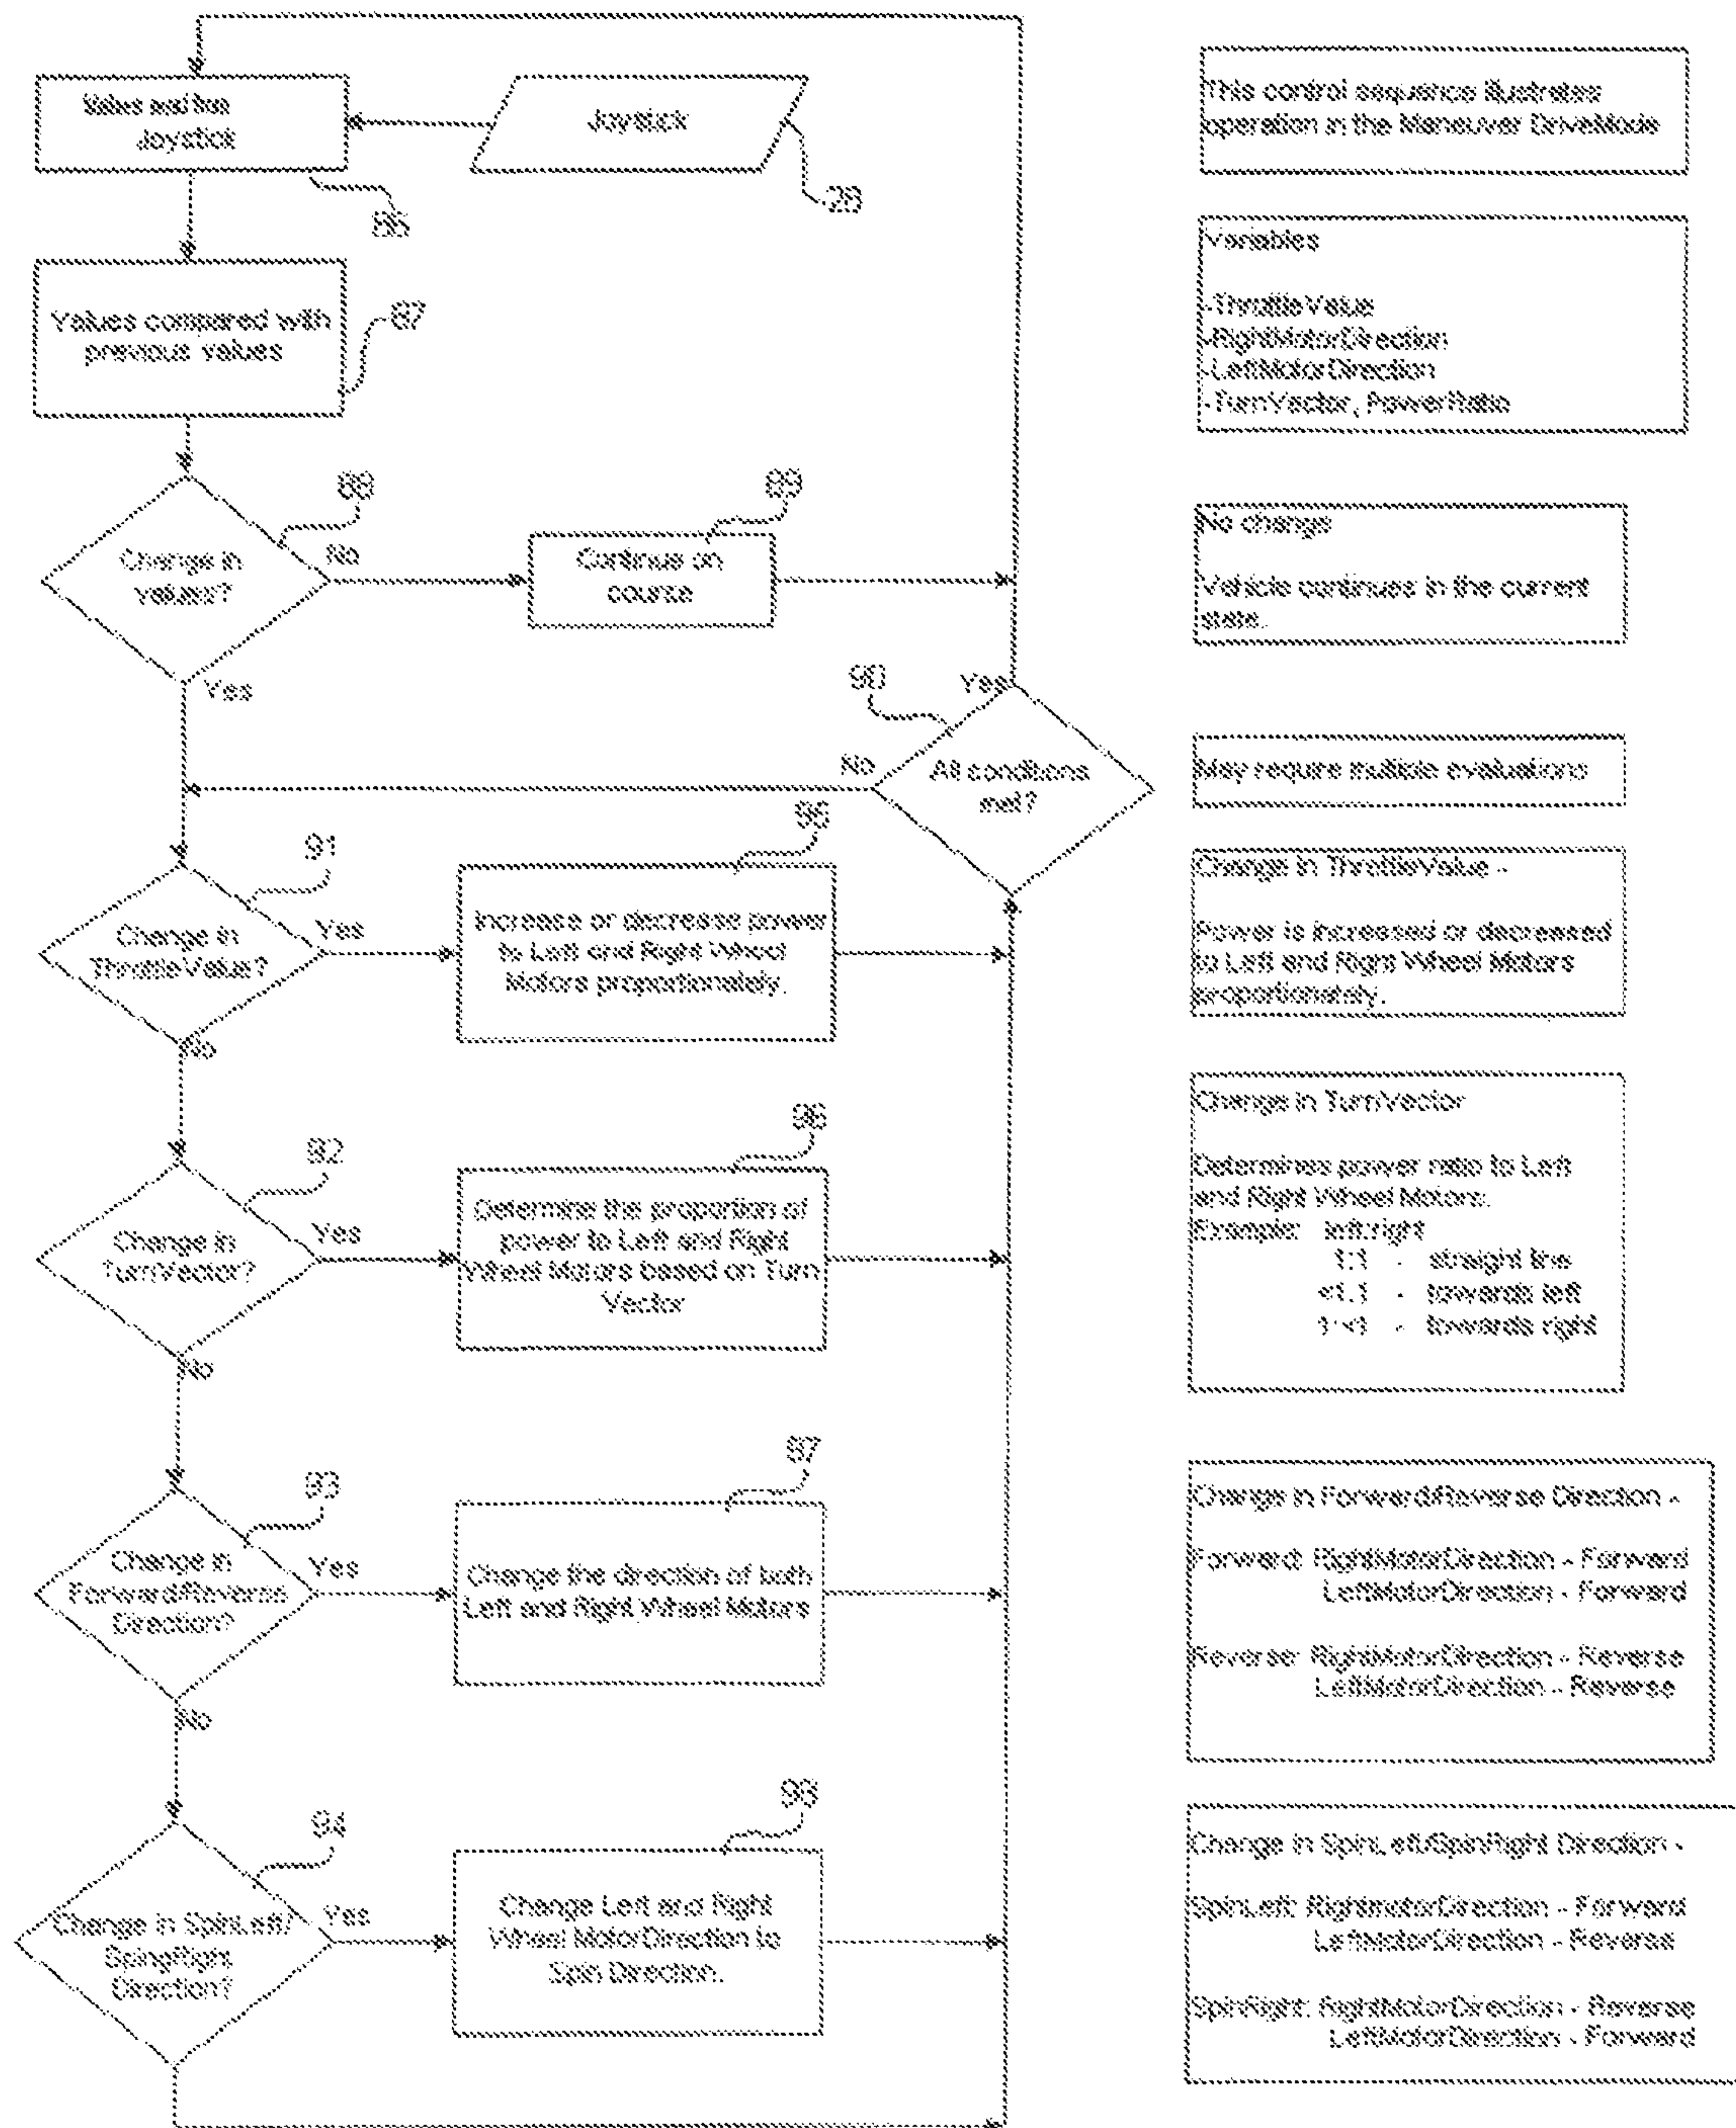 Joystick
Joystick
28
86
Values compared with
previous values
87
Change in
values?
88
No
Yes
Continue on
course
89
90
Yes
No
All conditions
met?
91
Change in
ThrottleValue?
Yes
No
95
Increase or decrease power
to Left and Right Wheel
Motors proportionately.
92
Change in
TurnVector?
Yes
No
96
Determine the proportion of
power to Left and Right
Wheel Motors based on Turn
Vector
93
Change in
Forward/Reverse
Direction?
Yes
No
97
Change the direction of both
Left and Right Wheel Motors
94
Change in SpinLeft/
SpingRight
Direction?
Yes
98
Change Left and Right
Wheel MotorDirection to
Spin Direction.
This control sequence illustrates
operation in the Maneuver DriveMode
Variables
-ThrottleValue
-RightMotorDirection
-LeftMotorDirection
-TurnVector, PowerRatio
No change
Vehicle continues in the current
state.
May require multiple evaluations
Change in ThrottleValue -
Power is increased or decreased
to Left and Right Wheel Motors
proportionately.
Change in TurnVector
Determines power ratio to Left
and Right Wheel Motors.
Example: left:right
1:1 - straight line
<1:1 - towards left
1:<1 - towards right
Change in Forward/Reverse Direction -
Forward: RightMotorDirection - Forward
LeftMotorDirection - Forward
Reverse: RightMotorDirection - Reverse
LeftMotorDirection - Reverse
Change in SpinLeft/SpinRight Direction -
SpinLeft: RightmotorDirection - Forward
LeftMotorDirection - Reverse
SpinRight: RightMotorDirection - Reverse
LeftMotorDirection - Forward